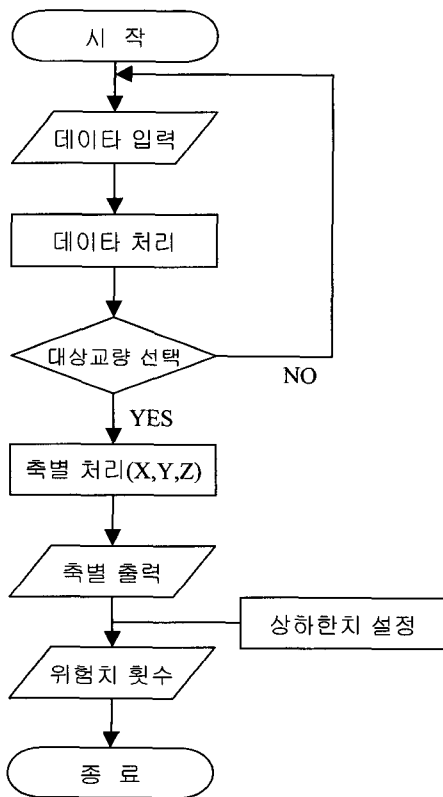 시 작
데이타 입력
데이타 처리
대상교량 선택
NO
YES
축별 처리(X,Y,Z)
축별 출력
상하한치 설정
위험치 횟수
종 료